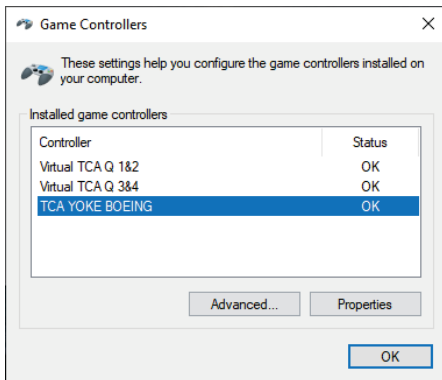 Game Controllers
These settings help you configure the game controllers installed on
your computer.
Installed game controllers
Controller Status
Virtual TCA Q 1&2 OK
Virtual TCA Q 3&4 OK
TCA YOKE BOEING OK
Advanced... Properties
OK